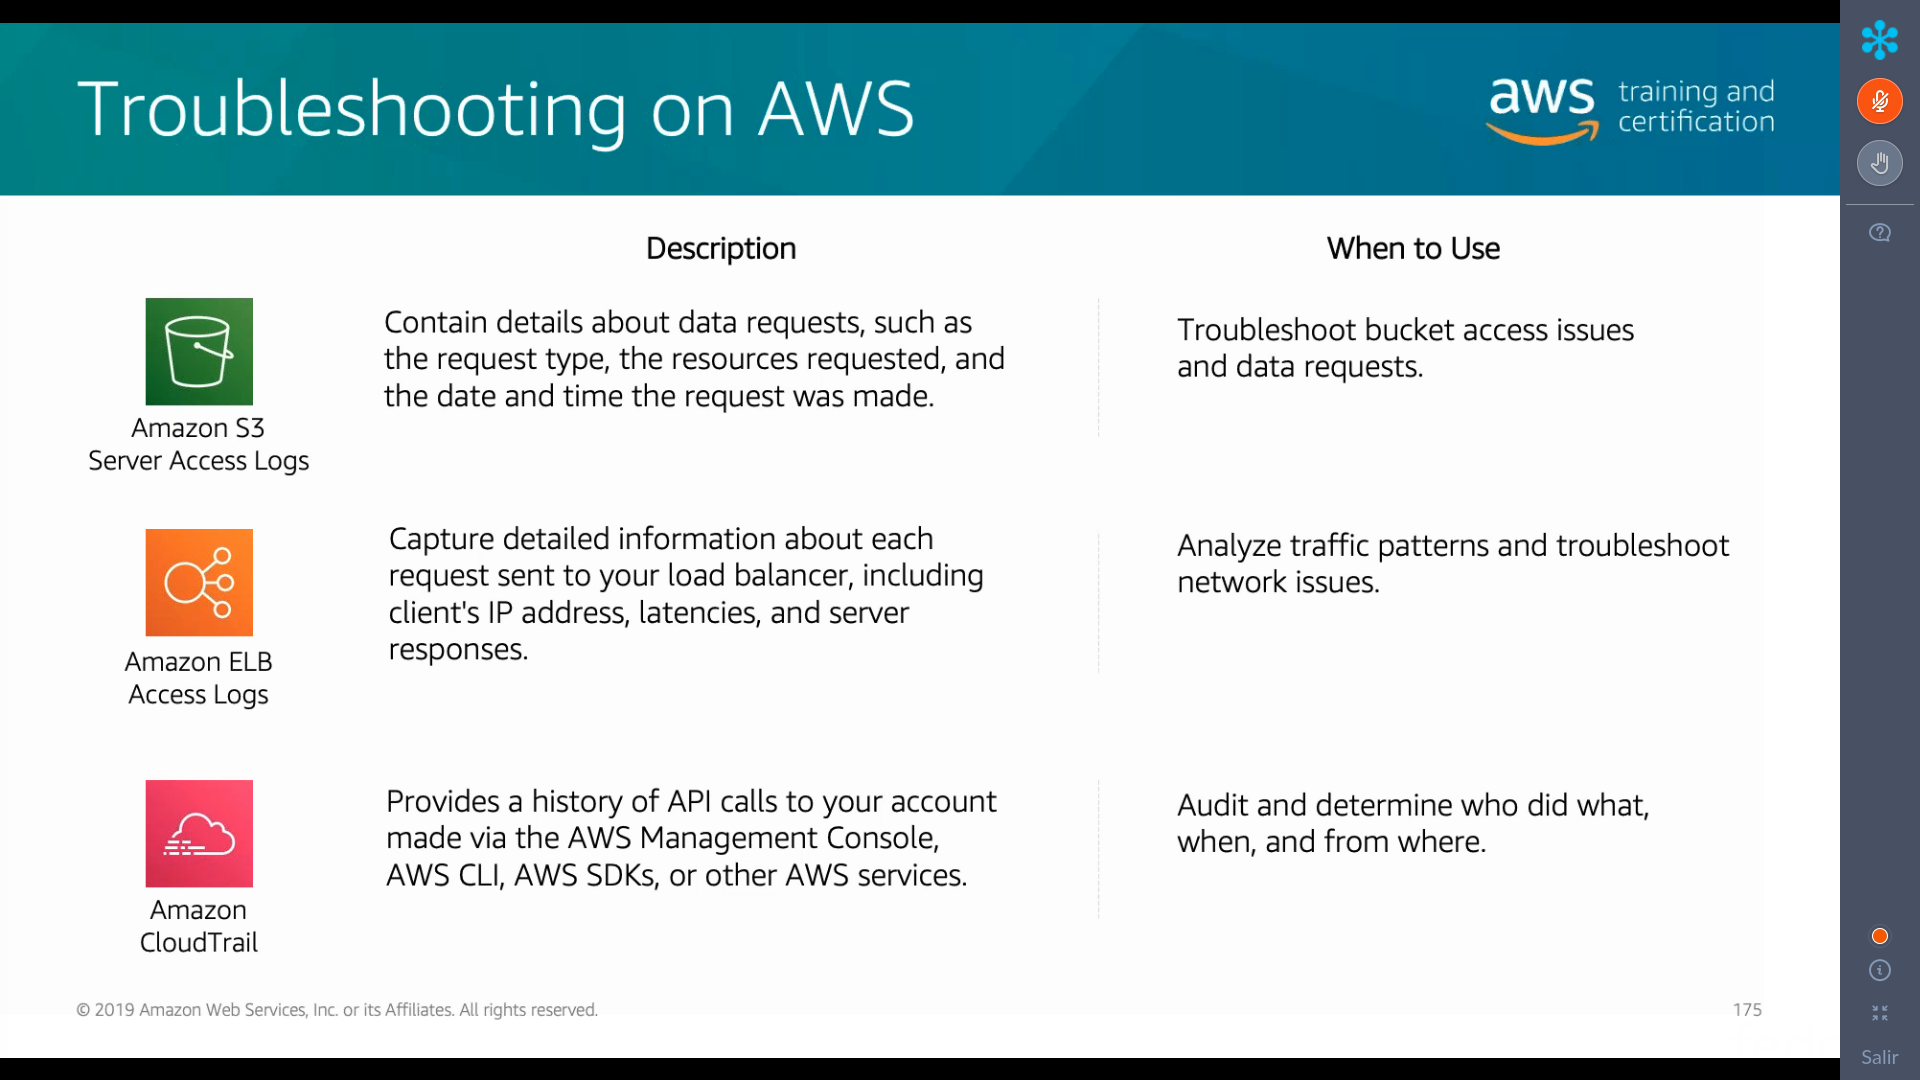 Troubleshooting on AWS
aws training and
certification
Description
When to Use
Contain details about data requests, such as
the request type, the resources requested, and
the date and time the request was made.
Troubleshoot bucket access issues
and data requests.
Amazon S3
Server Access Logs
Capture detailed information about each
request sent to your load balancer, including
client's IP address, latencies, and server
responses.
Analyze traffic patterns and troubleshoot
network issues.
Amazon ELB
Access Logs
Provides a history of API calls to your account
made via the AWS Management Console,
AWS CLI, AWS SDKs, or other AWS services.
Audit and determine who did what,
when, and from where.
Amazon
CloudTrail
© 2019 Amazon Web Services, Inc. or its Affiliates. All rights reserved.
175
Salir